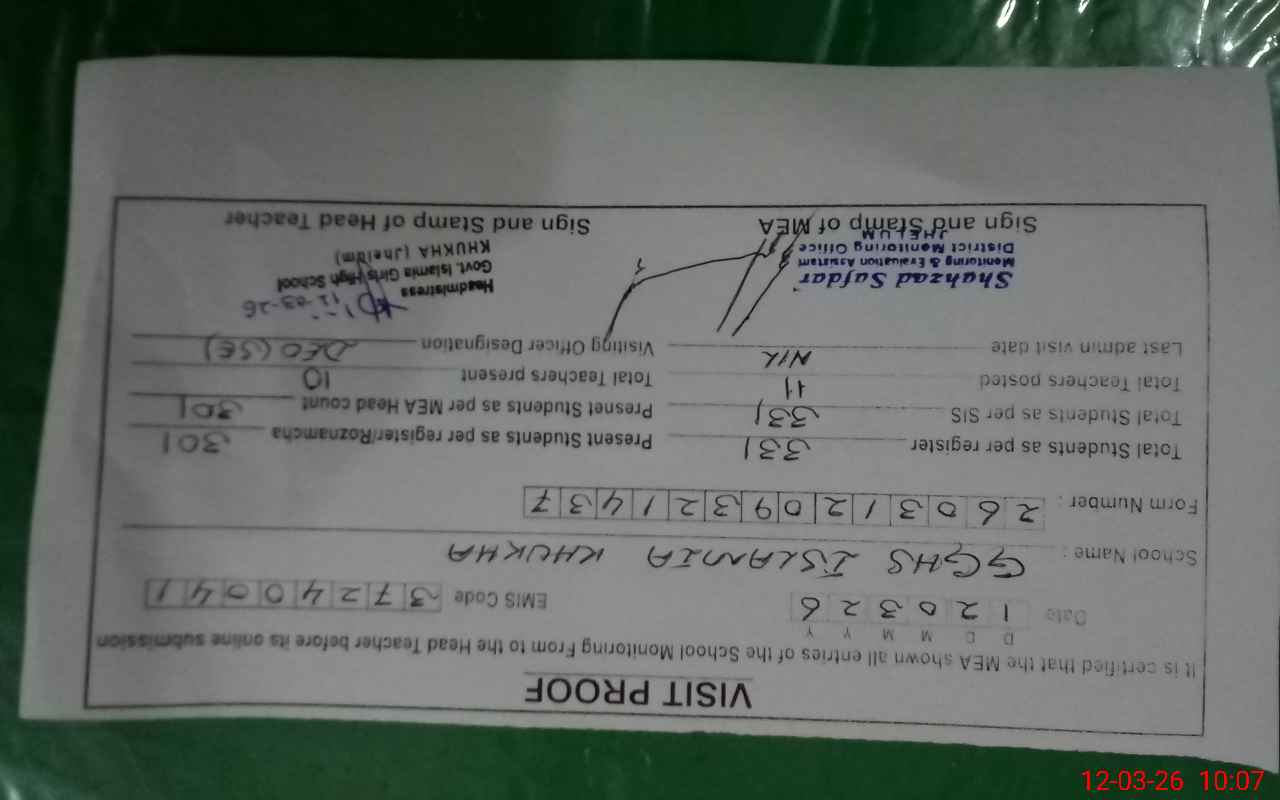 VISIT PROOF
It is certified that the MEA shown all entries of the School Monitoring From to the Head Teacher before its online submission
D D M M Y Y
Date 1 2 0 3 2 6 EMIS Code 3 7 2 4 0 0 4 1
School Name : GGHS ISLAMIA KHUKHA
Form Number : 2 6 0 3 1 2 0 9 3 2 1 4 3 7
Total Students as per register 331 Present Students as per register/Roznamcha 301
Total Students as per SIS 331 Presnet Students as per MEA Head count 301
Total Teachers posted 11 Total Teachers present 10
Last admin visit date NIL Visiting Officer Designation DEO (SE)
Shahzad Safdar
Monitoring & Evaluation Assistant
District Monitoring Office
JHELUM
12-03-26
Headmistress
Govt. Islamia Girls High School
KHUKHA (Jhelum)
Sign and Stamp of MEA Sign and Stamp of Head Teacher
12-03-26 10:07